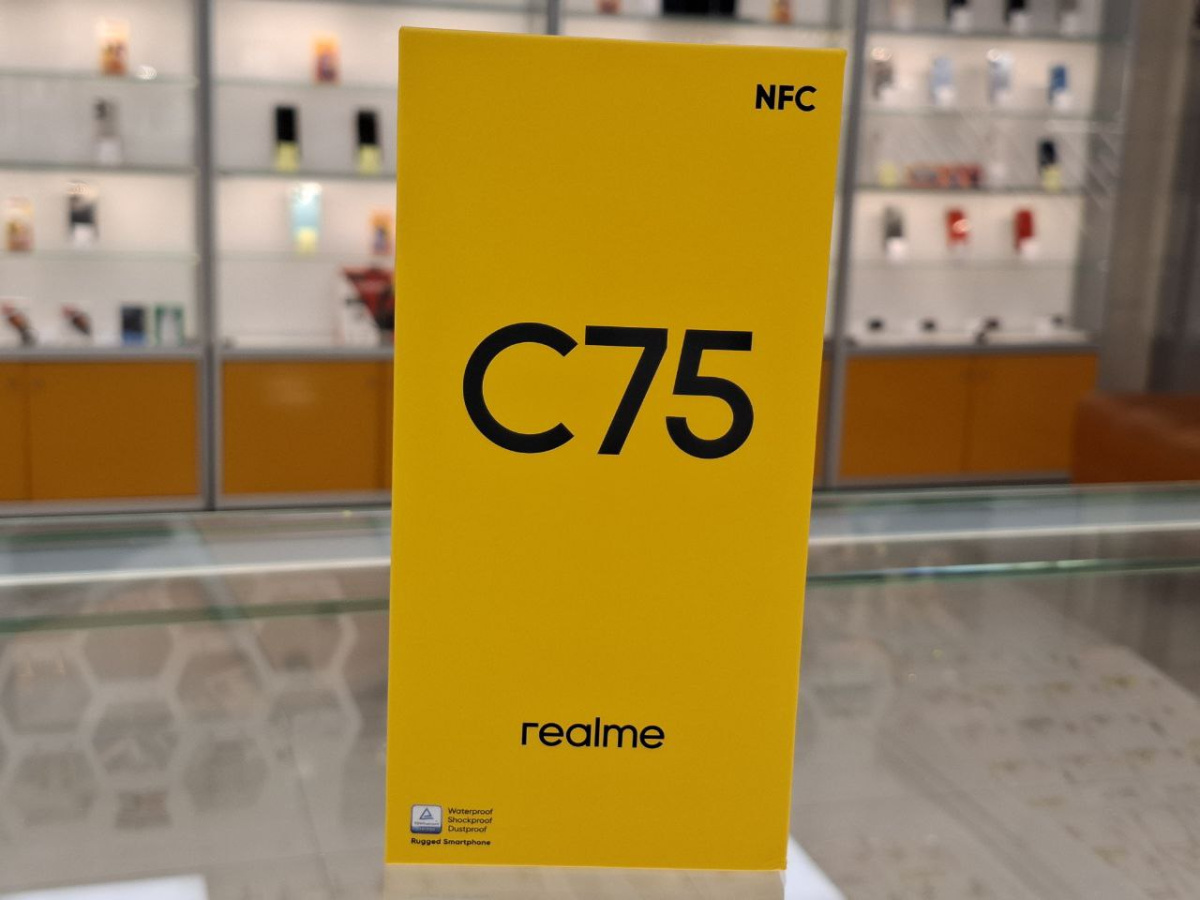 NFC
C75
realme
Waterproof
Shockproof
Dustproof
Rugged Smartphone